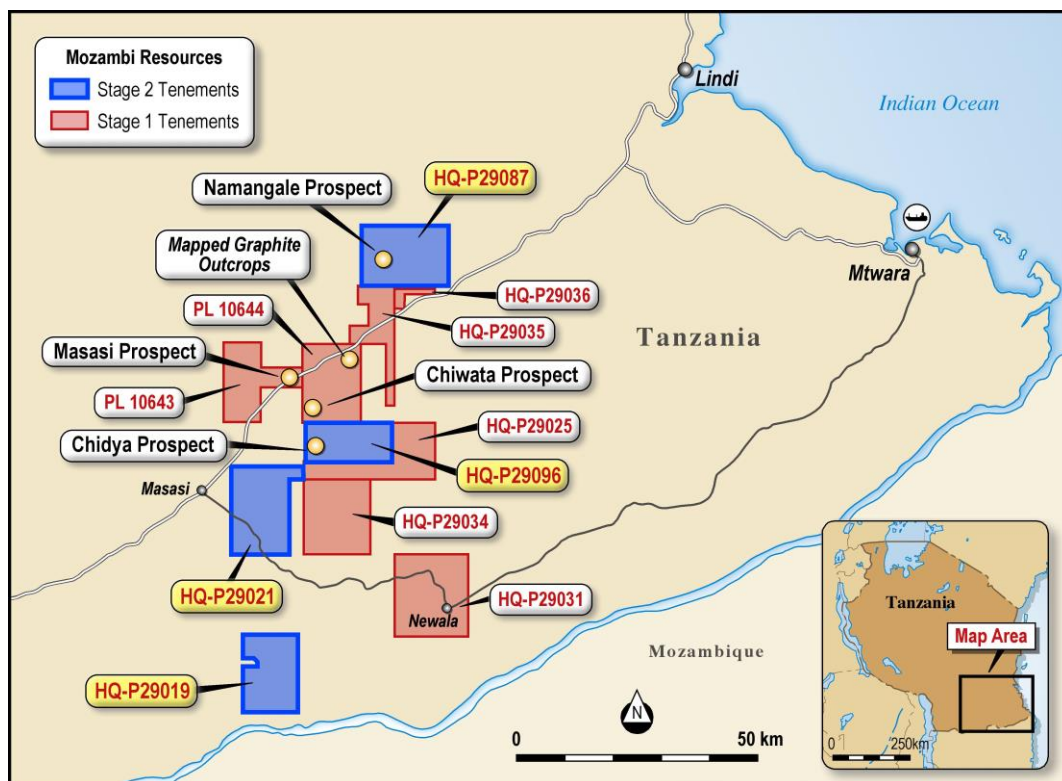 Mozambi Resources
Stage 2 Tenements
Stage 1 Tenements
Lindi
Indian Ocean
Namangale Prospect
HQ-P29087
Mapped Graphite
Outcrops
Mtwara
HQ-P29036
PL 10644
HQ-P29035
Tanzania
Masasi Prospect
Chiwata Prospect
PL 10643
HQ-P29025
Chidya Prospect
HQ-P29096
Masasi
HQ-P29034
HQ-P29021
HQ-P29031
Newala
Mozambique
HQ-P29019
N
0 50 km
Tanzania
Map Area
0 250km